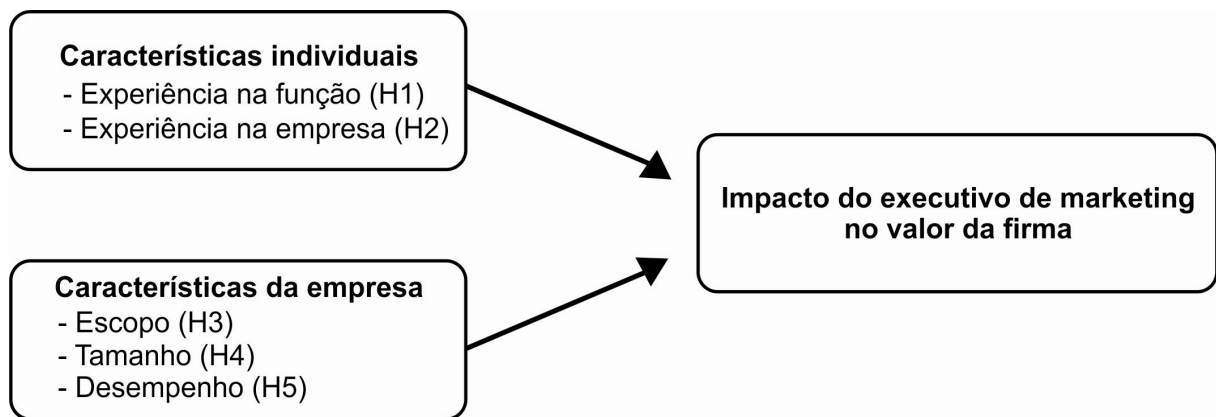 Características individuais
- Experiência na função (H1)
- Experiência na empresa (H2)
Impacto do executivo de marketing
no valor da firma
Características da empresa
- Escopo (H3)
- Tamanho (H4)
- Desempenho (H5)